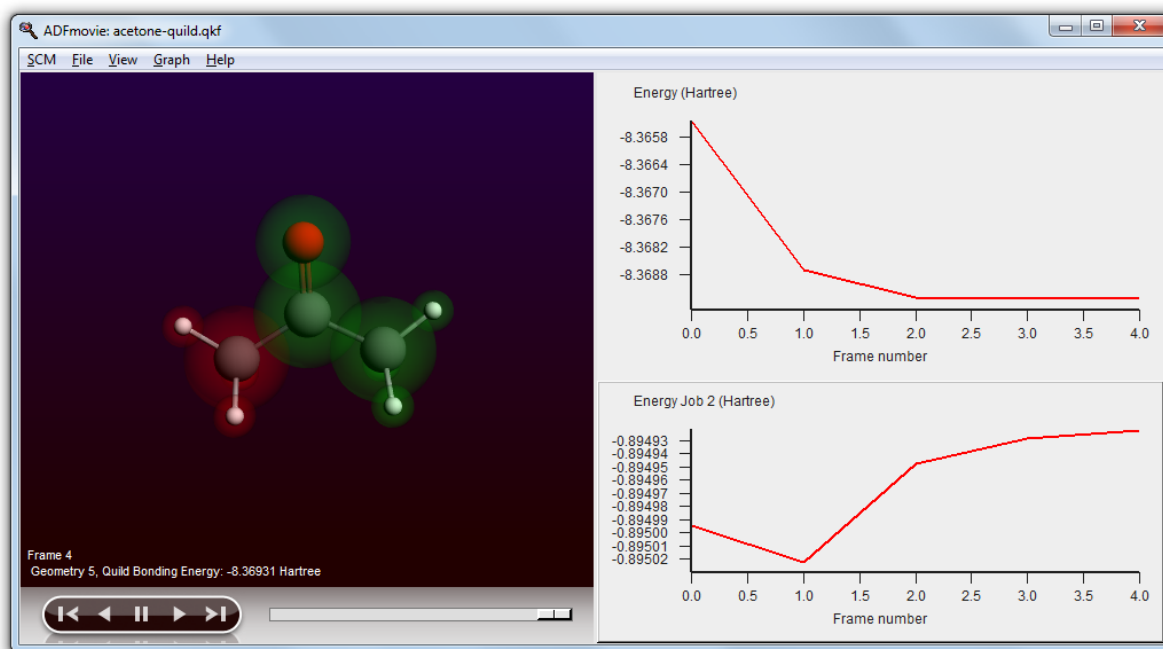 ADFmovie: acetone-quild.qkf
SCM File View Graph Help
Energy (Hartree)
-8.3658
-8.3664
-8.3670
-8.3676
-8.3682
-8.3688
0.0 0.5 1.0 1.5 2.0 2.5 3.0 3.5 4.0
Frame number
Energy Job 2 (Hartree)
-0.89493
-0.89494
-0.89495
-0.89496
-0.89497
-0.89498
-0.89499
-0.89500
-0.89501
-0.89502
0.0 0.5 1.0 1.5 2.0 2.5 3.0 3.5 4.0
Frame number
Frame 4
Geometry 5, Quild Bonding Energy: -8.36931 Hartree